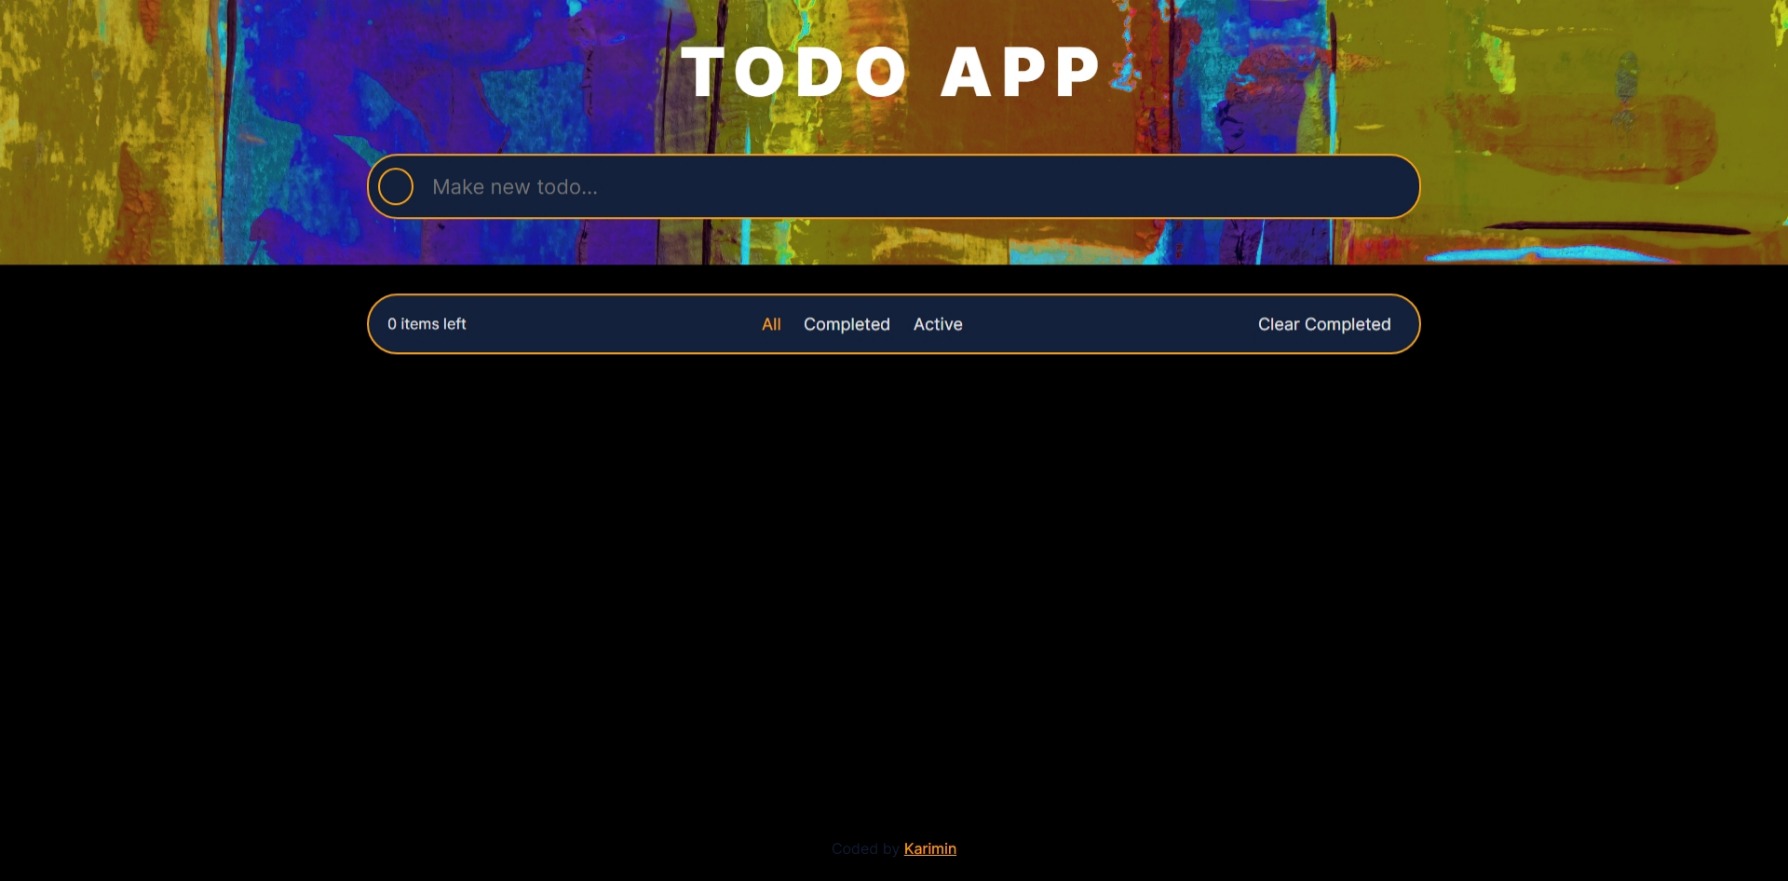 TODO APP
Make new todo...
0 items left
All Completed Active
Clear Completed
Coded by Karimin